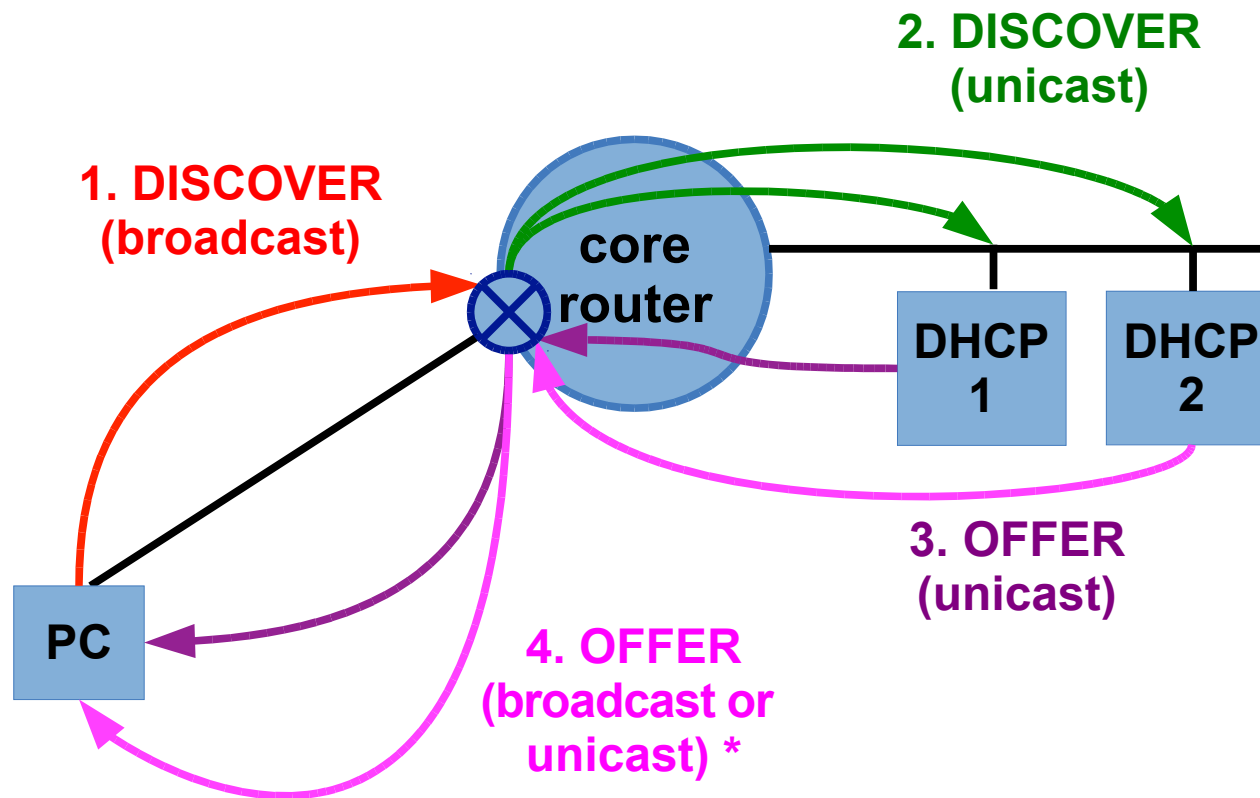 2. DISCOVER
(unicast)
1. DISCOVER
(broadcast)
core
router
DHCP
1
DHCP
2
3. OFFER
(unicast)
PC
4. OFFER
(broadcast or
unicast) *